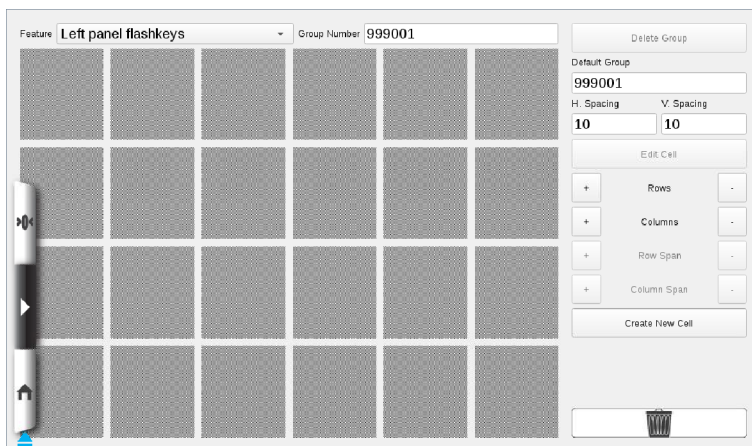 Feature Left panel flashkeys Group Number 999001
Delete Group
Default Group
999001
H. Spacing V. Spacing
10 10
Edit Cell
+ Rows -
+ Columns -
+ Row Span -
+ Column Span -
Create New Cell
>0<